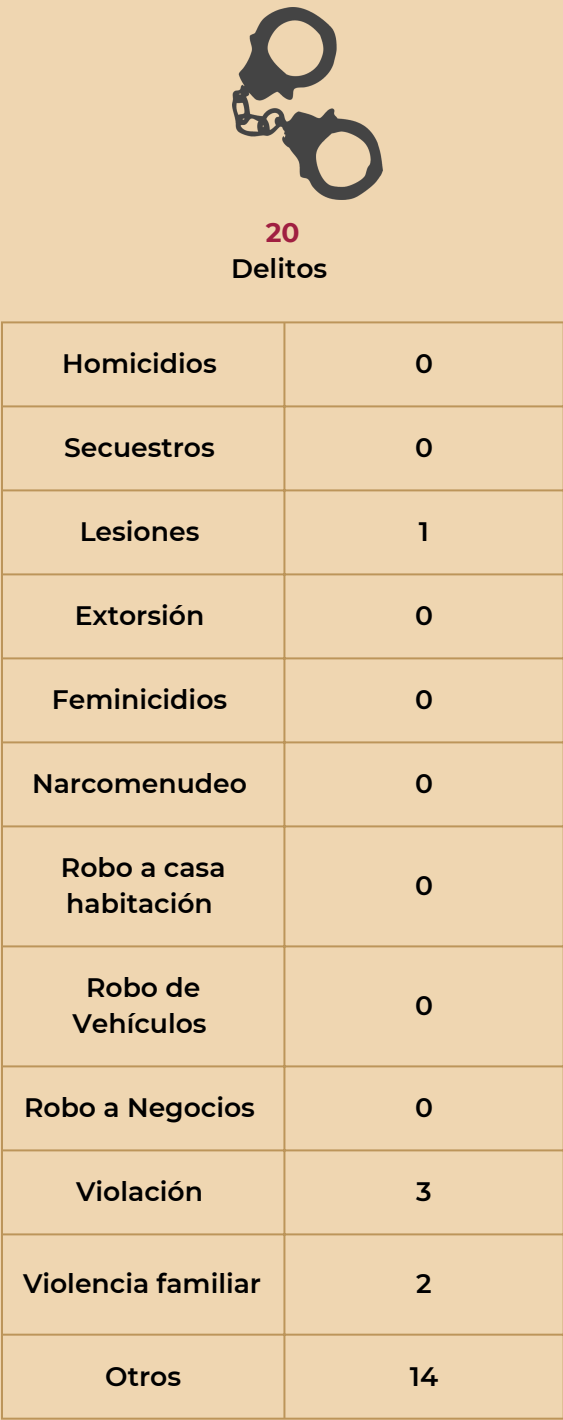 20
Delitos
Homicidios 0
Secuestros 0
Lesiones 1
Extorsión 0
Feminicidios 0
Narcomenudeo 0
Robo a casa
habitación 0
Robo de
Vehículos 0
Robo a Negocios 0
Violación 3
Violencia familiar 2
Otros 14